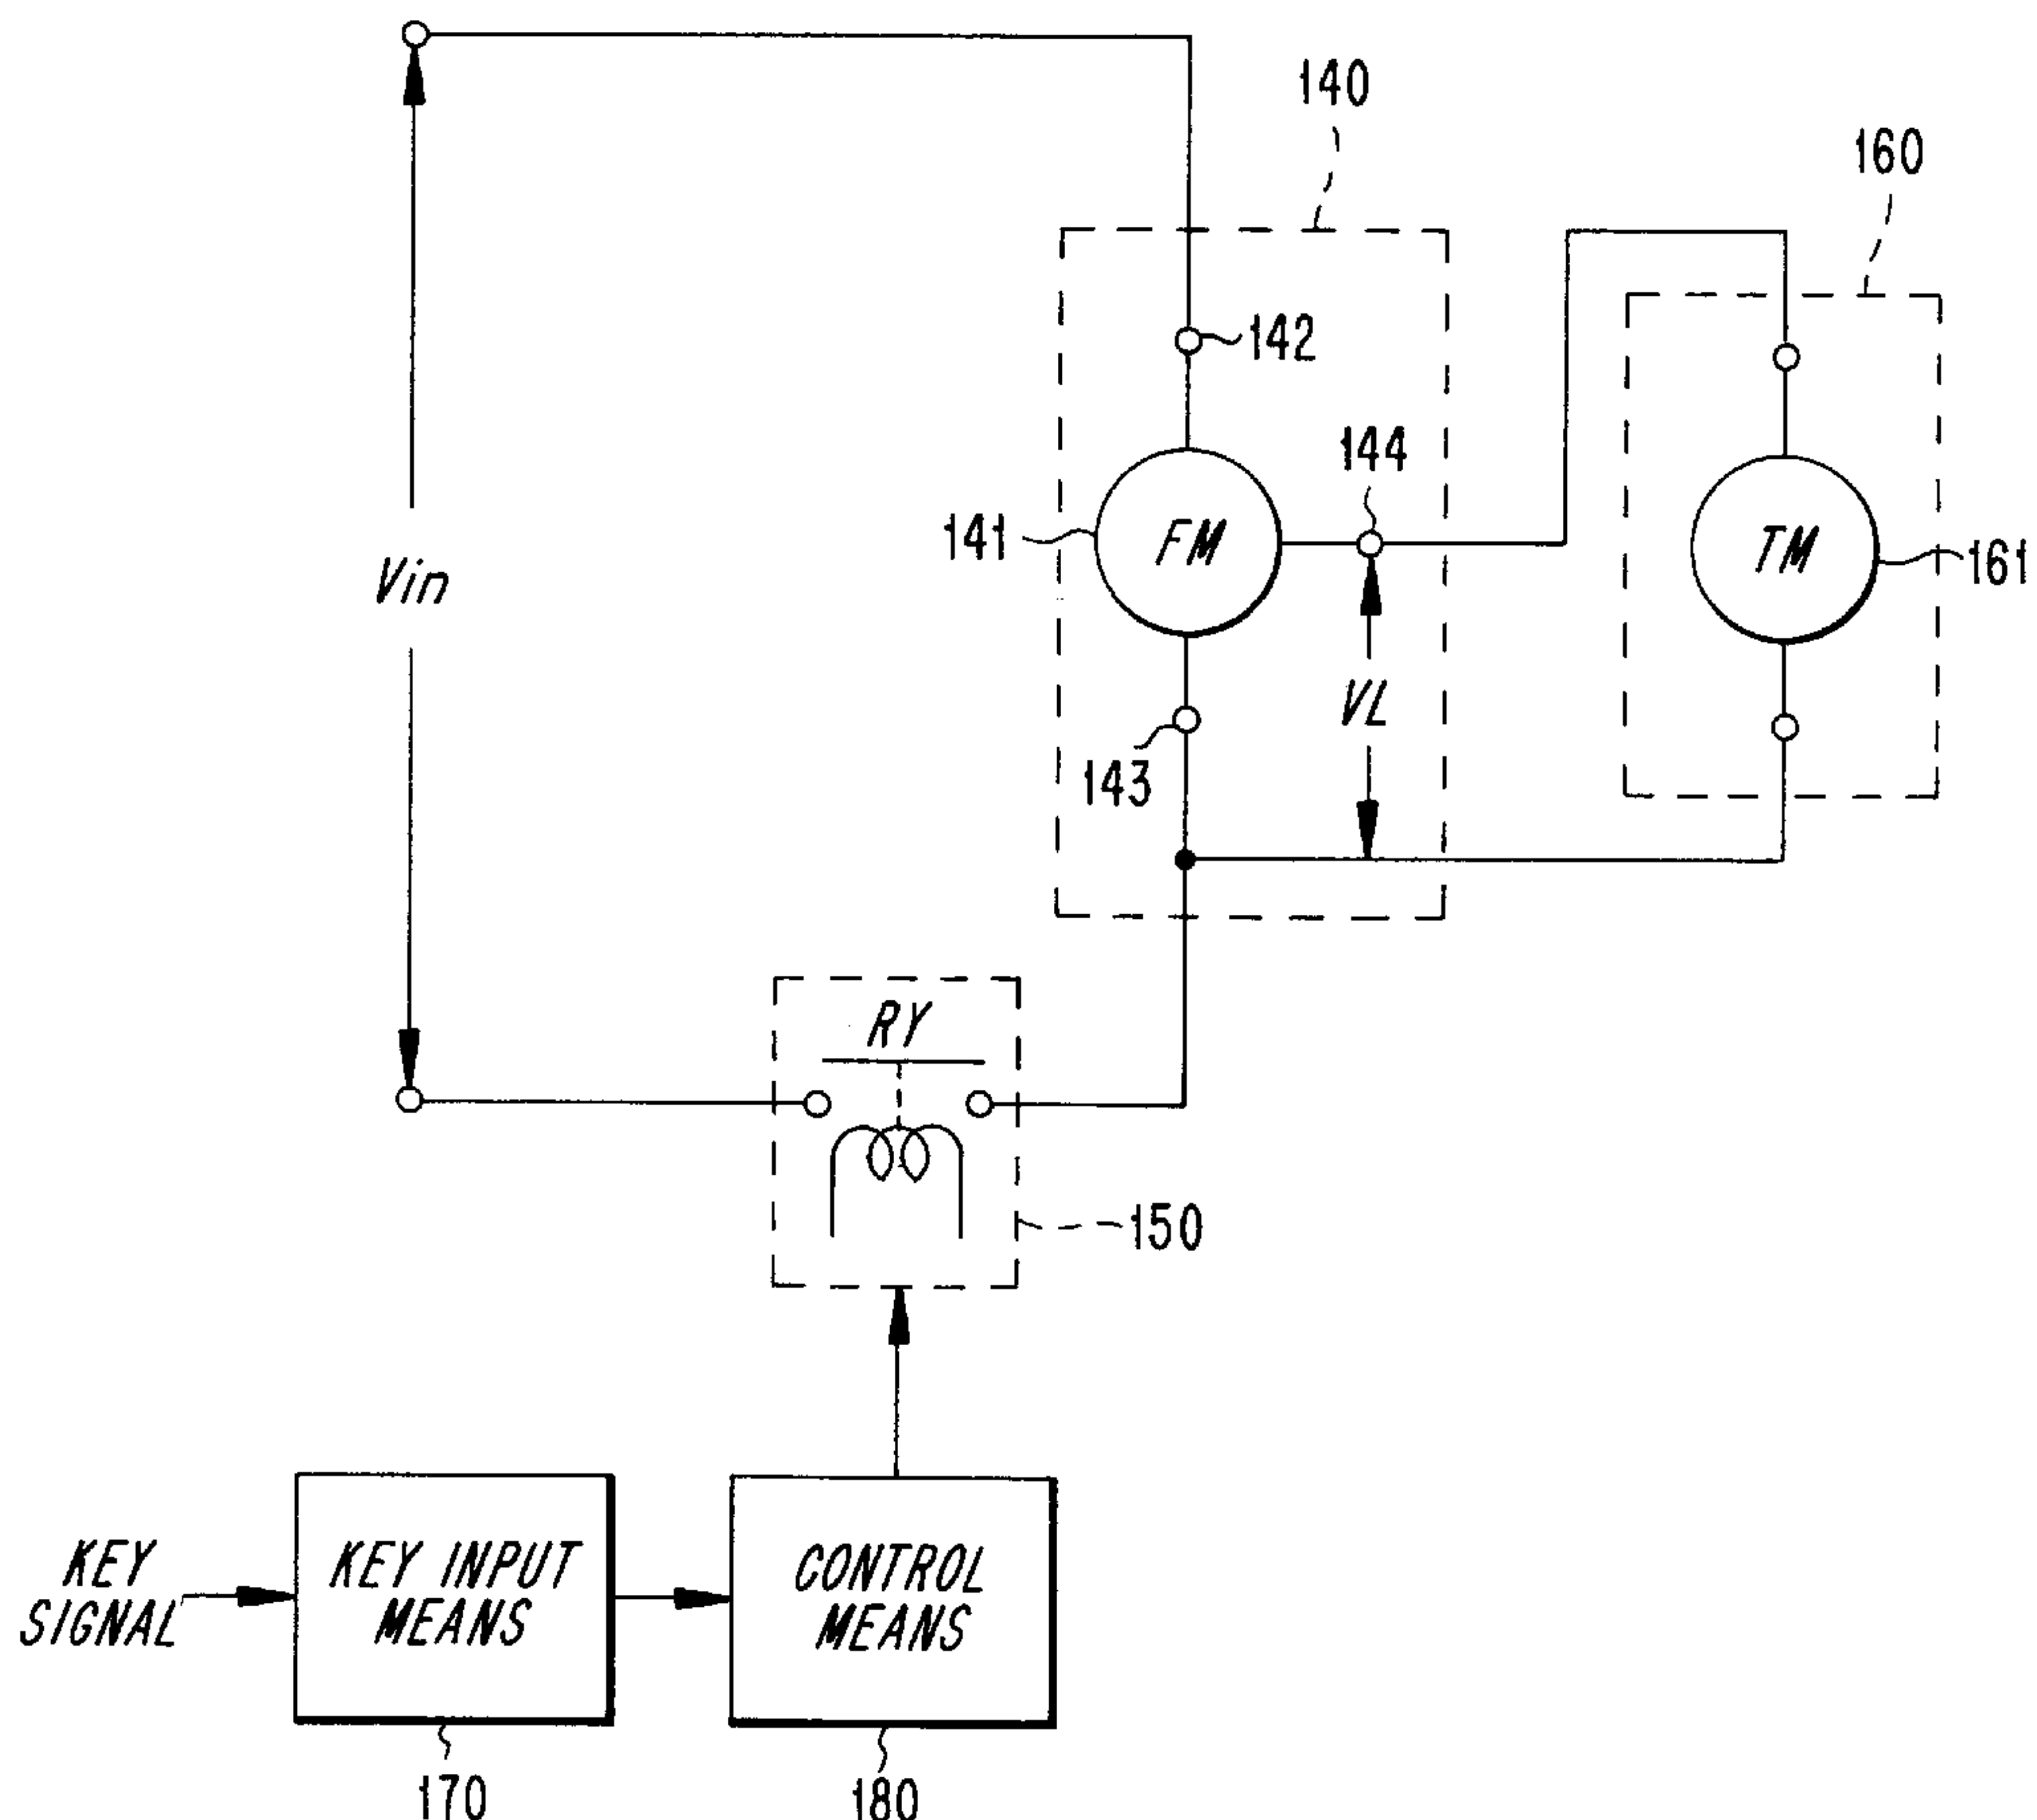 140
160
142
144
141
FM
TM
161
Vin
VL
143
RY
150
KEY
SIGNAL
KEY INPUT
MEANS
CONTROL
MEANS
170
180